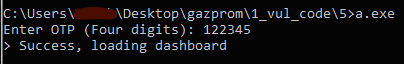 C:\Users\\Desktop\gazprom\1_vul_code\5>a.exe
Enter OTP (Four digits): 122345
> Success, loading dashboard